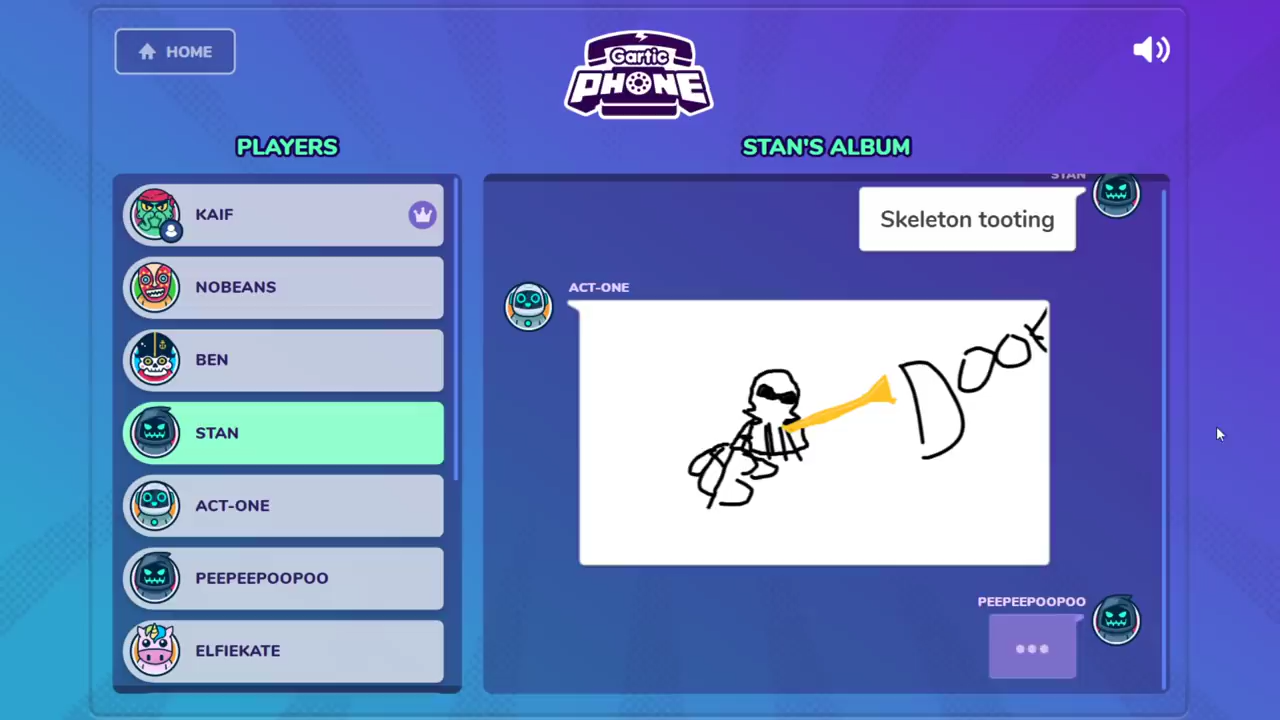 HOME
Gartic
PHONE
PLAYERS
KAIF
NOBEANS
BEN
STAN
ACT-ONE
PEEPEEPOOPOO
ELFIEKATE
STAN'S ALBUM
STAN
Skeleton tooting
ACT-ONE
DooT
PEEPEEPOOPOO
...